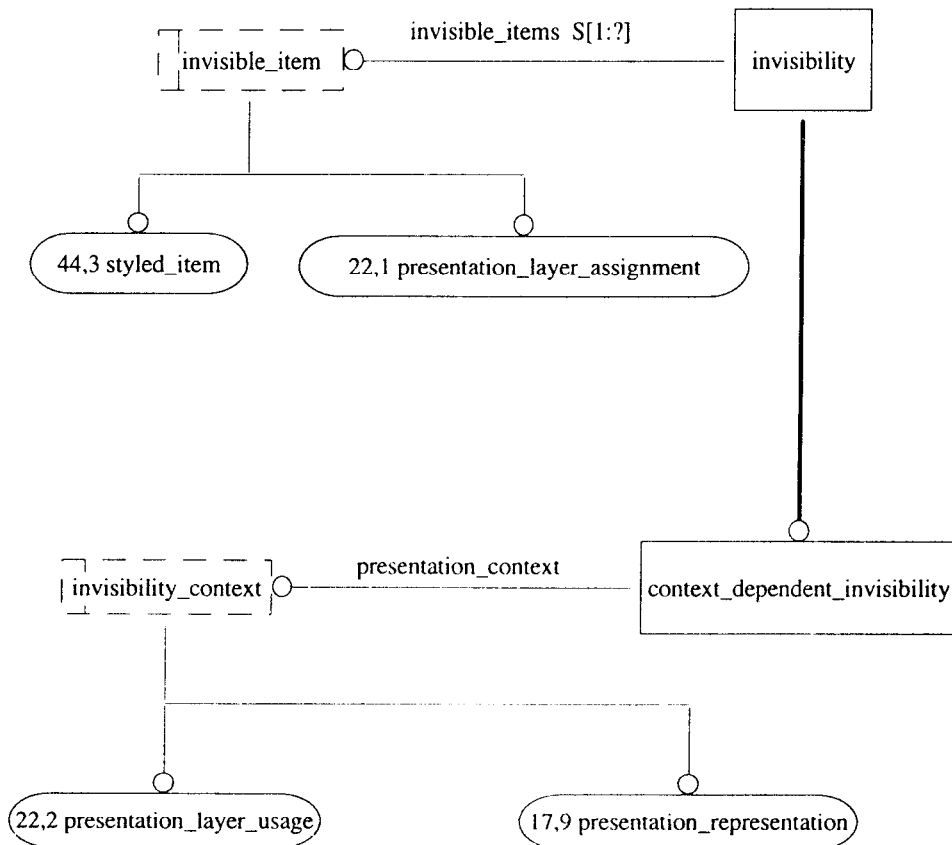 invisible_items S[1:?]
invisible_item
invisibility
44,3 styled_item
22,1 presentation_layer_assignment
presentation_context
invisibility_context
context_dependent_invisibility
22,2 presentation_layer_usage
17,9 presentation_representation